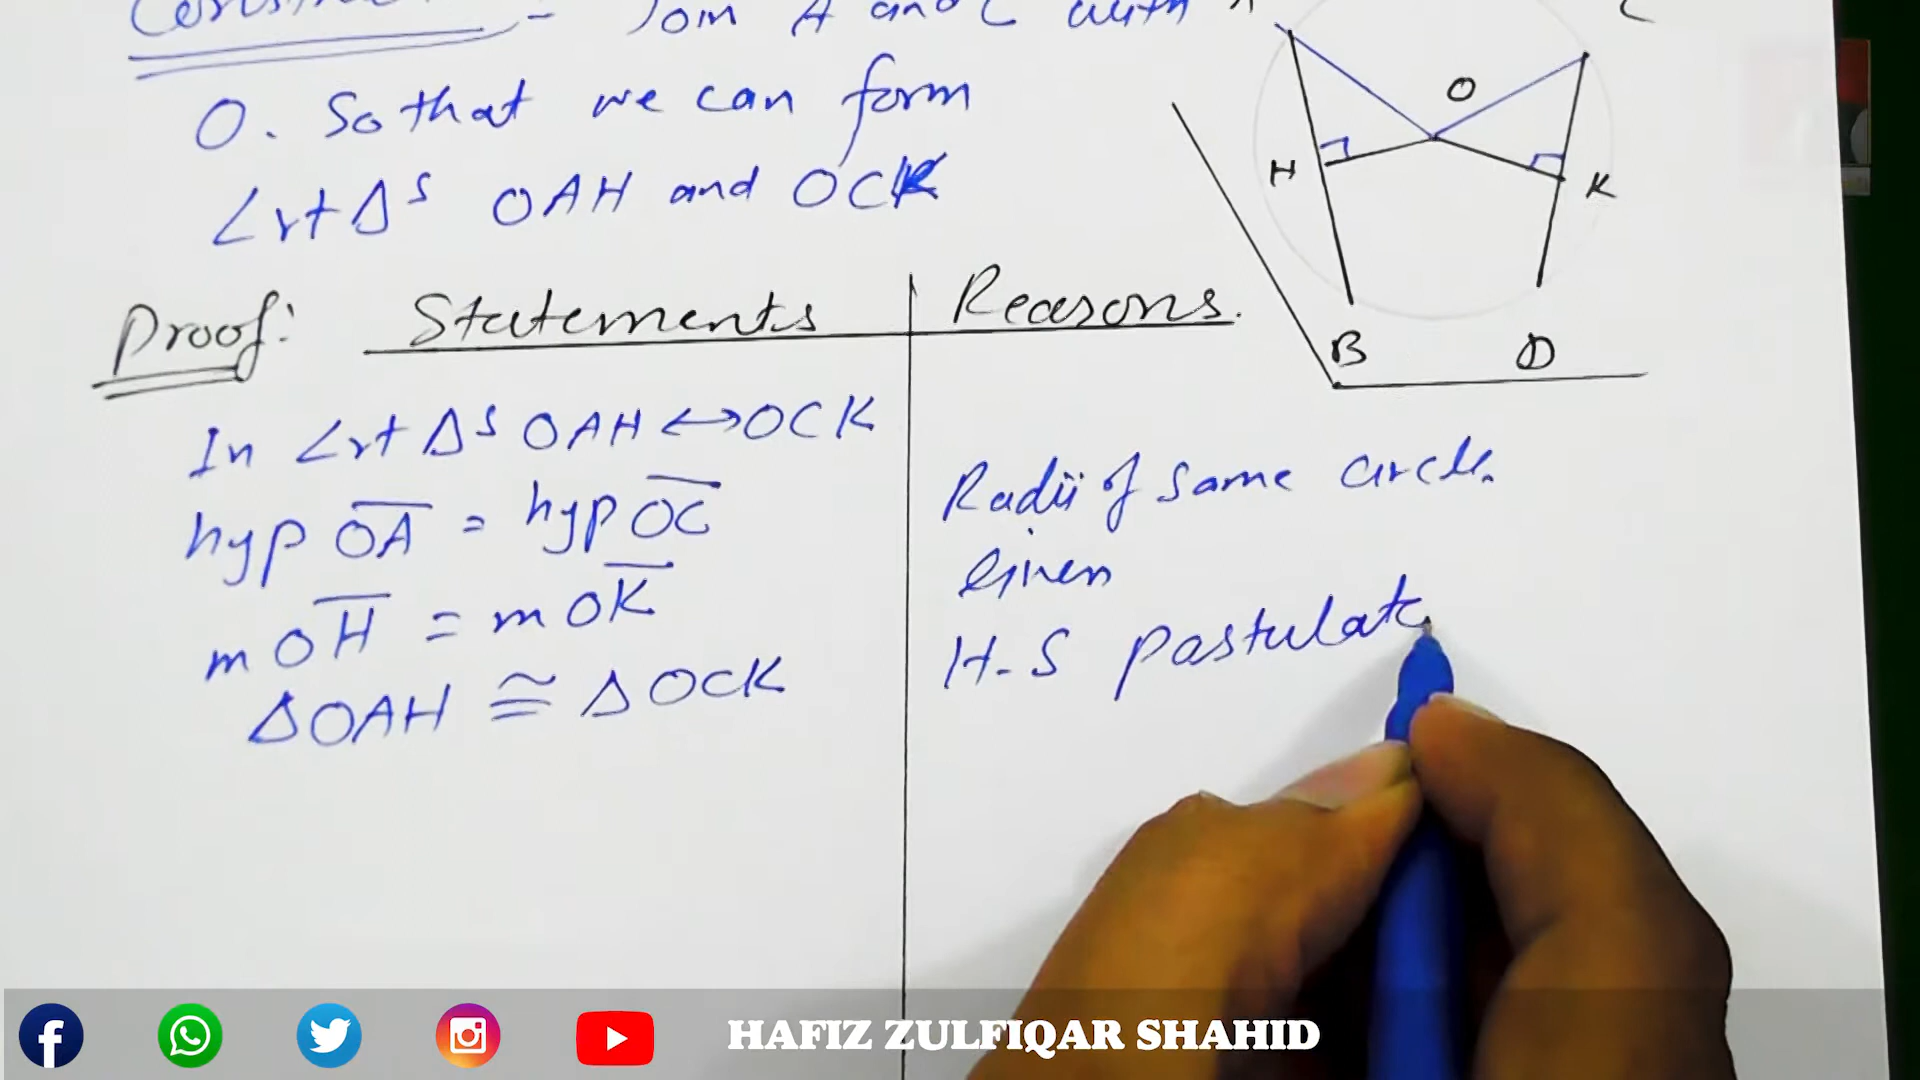 Join A and C with
O. So that we can form
∠rt Δˢ OAH and OCK
A
C
O
H
K
B
D
Proof: Statements Reasons.
In ∠rt Δˢ OAH ↔ OCK
hyp OA = hyp OC
Radii of same circle.
mOH = mOK
Given
ΔOAH ≅ ΔOCK
H-S pastulate
HAFIZ ZULFIQAR SHAHID